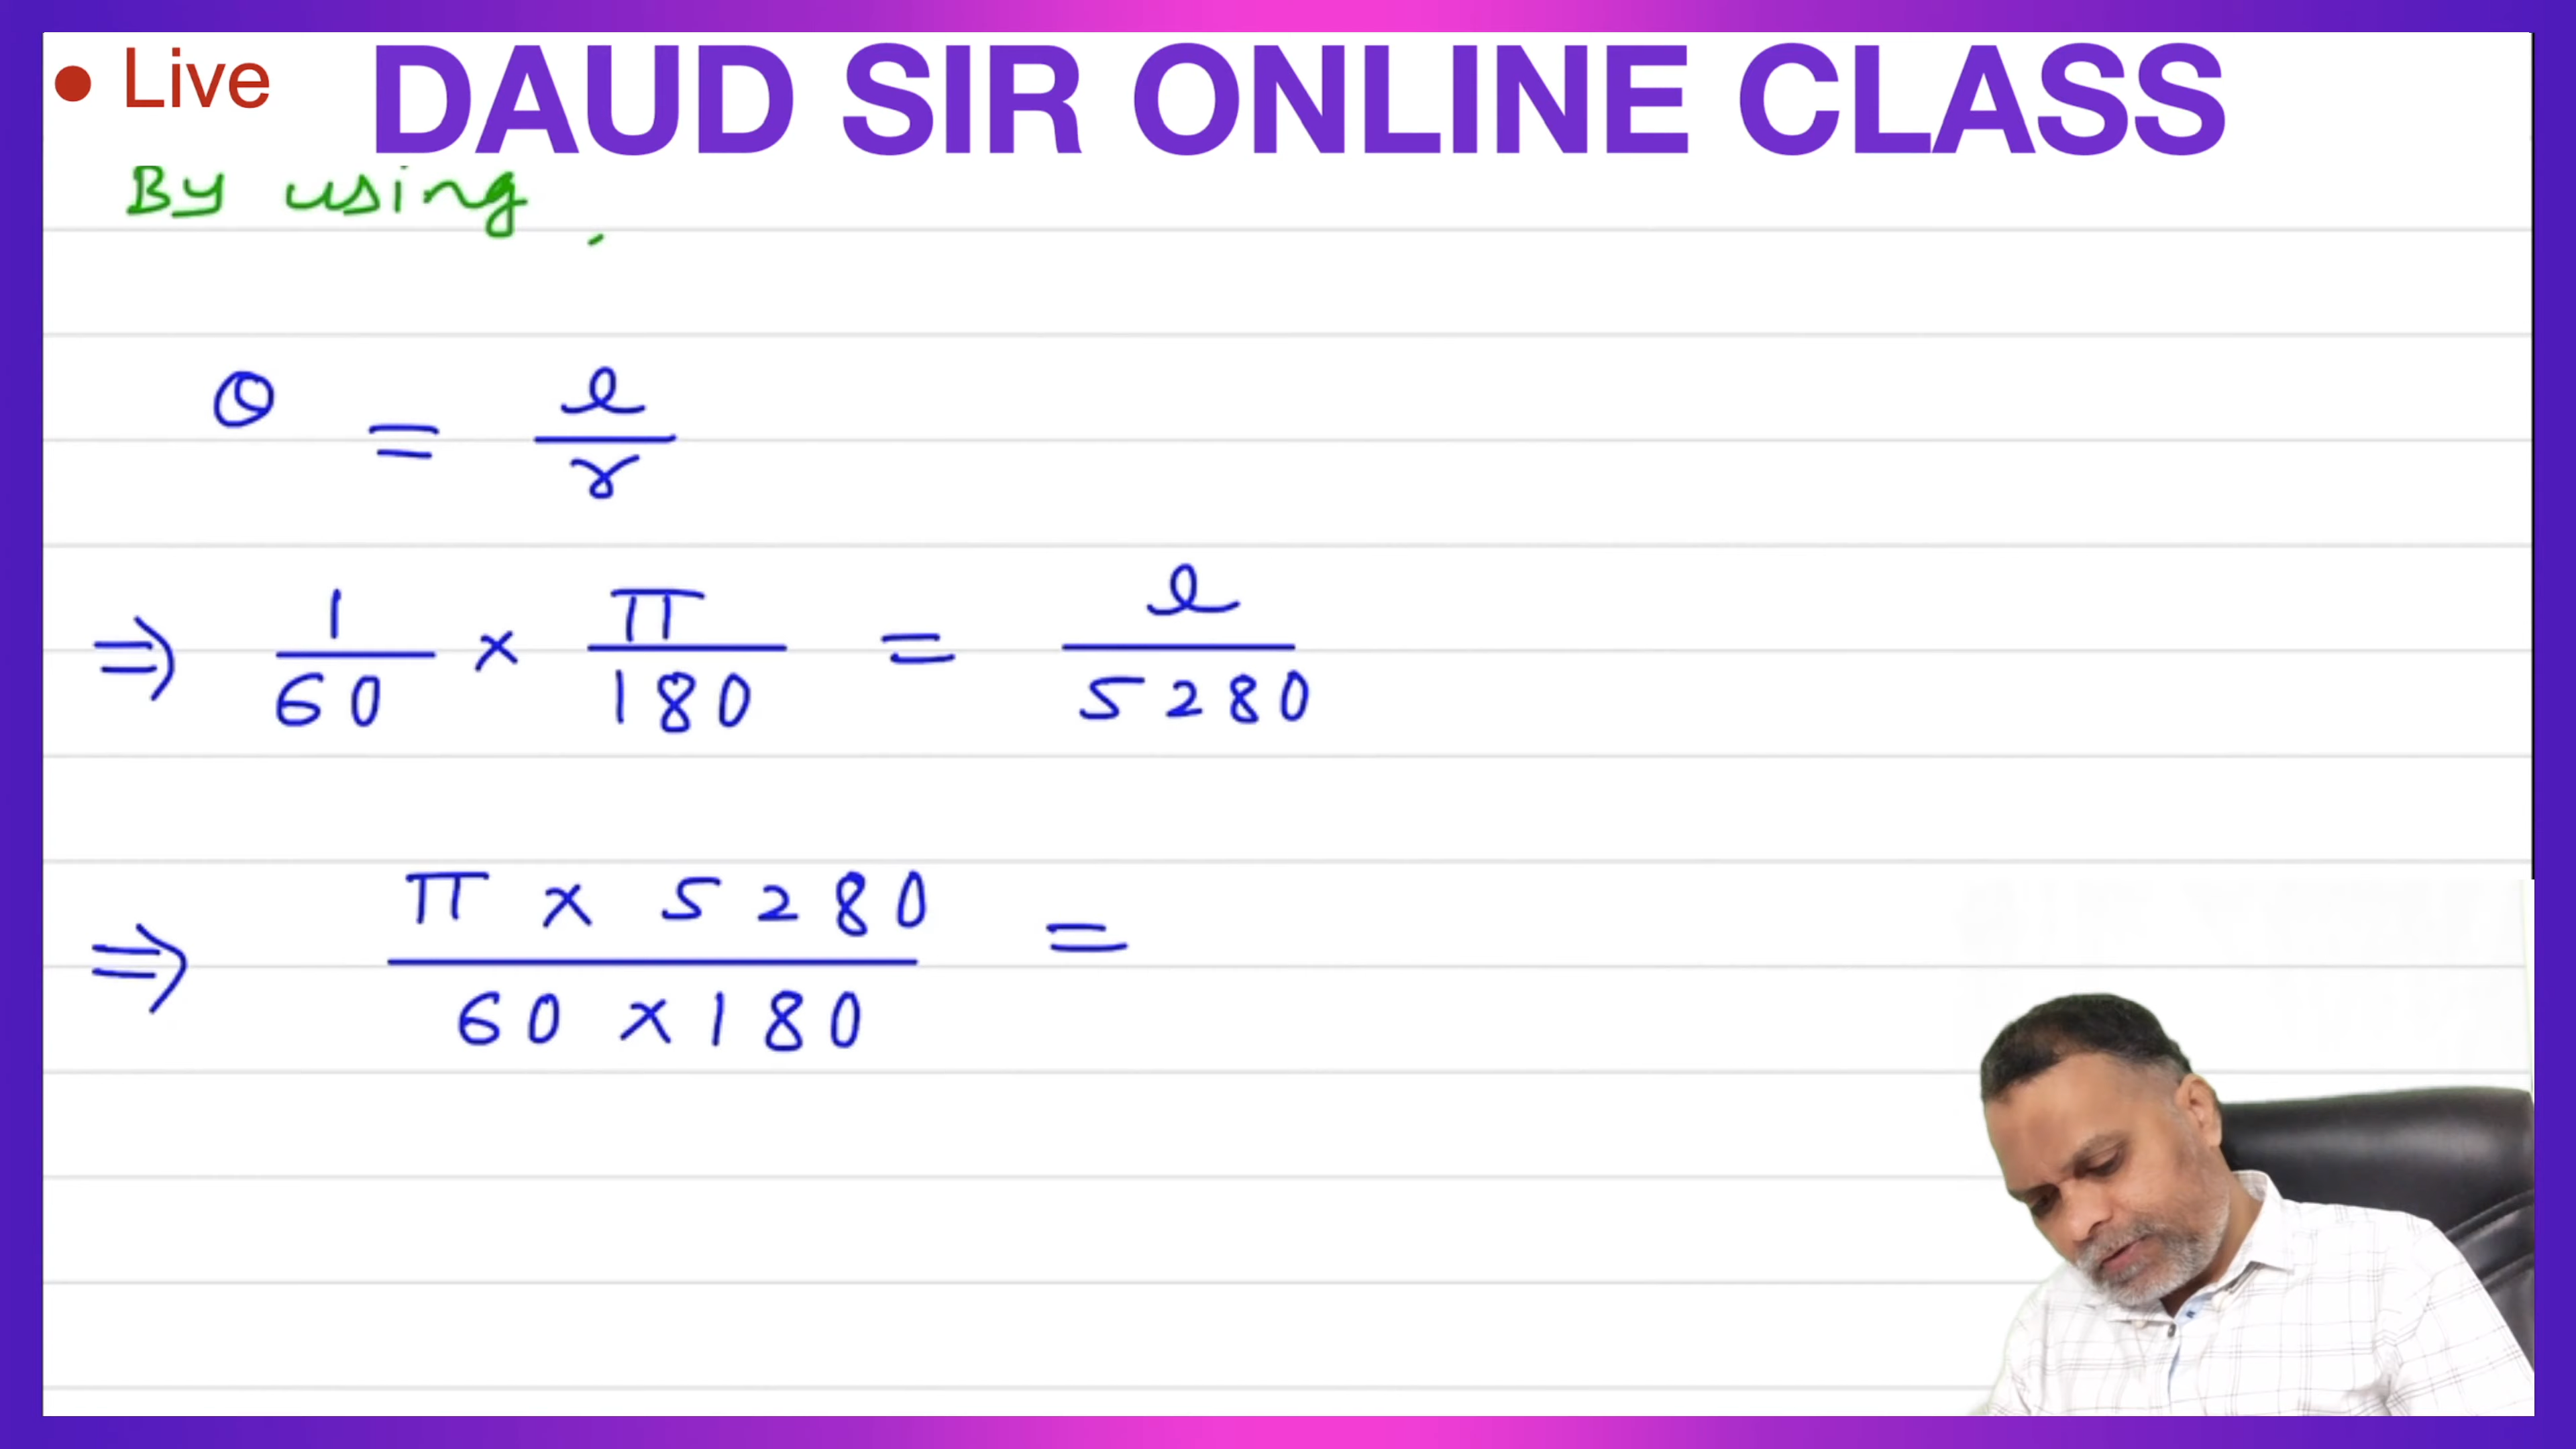 • Live DAUD SIR ONLINE CLASS
By using,
θ = l/r
⇒ 1/60 × π/180 = l/5280
⇒ π × 5280 / 60 × 180 =